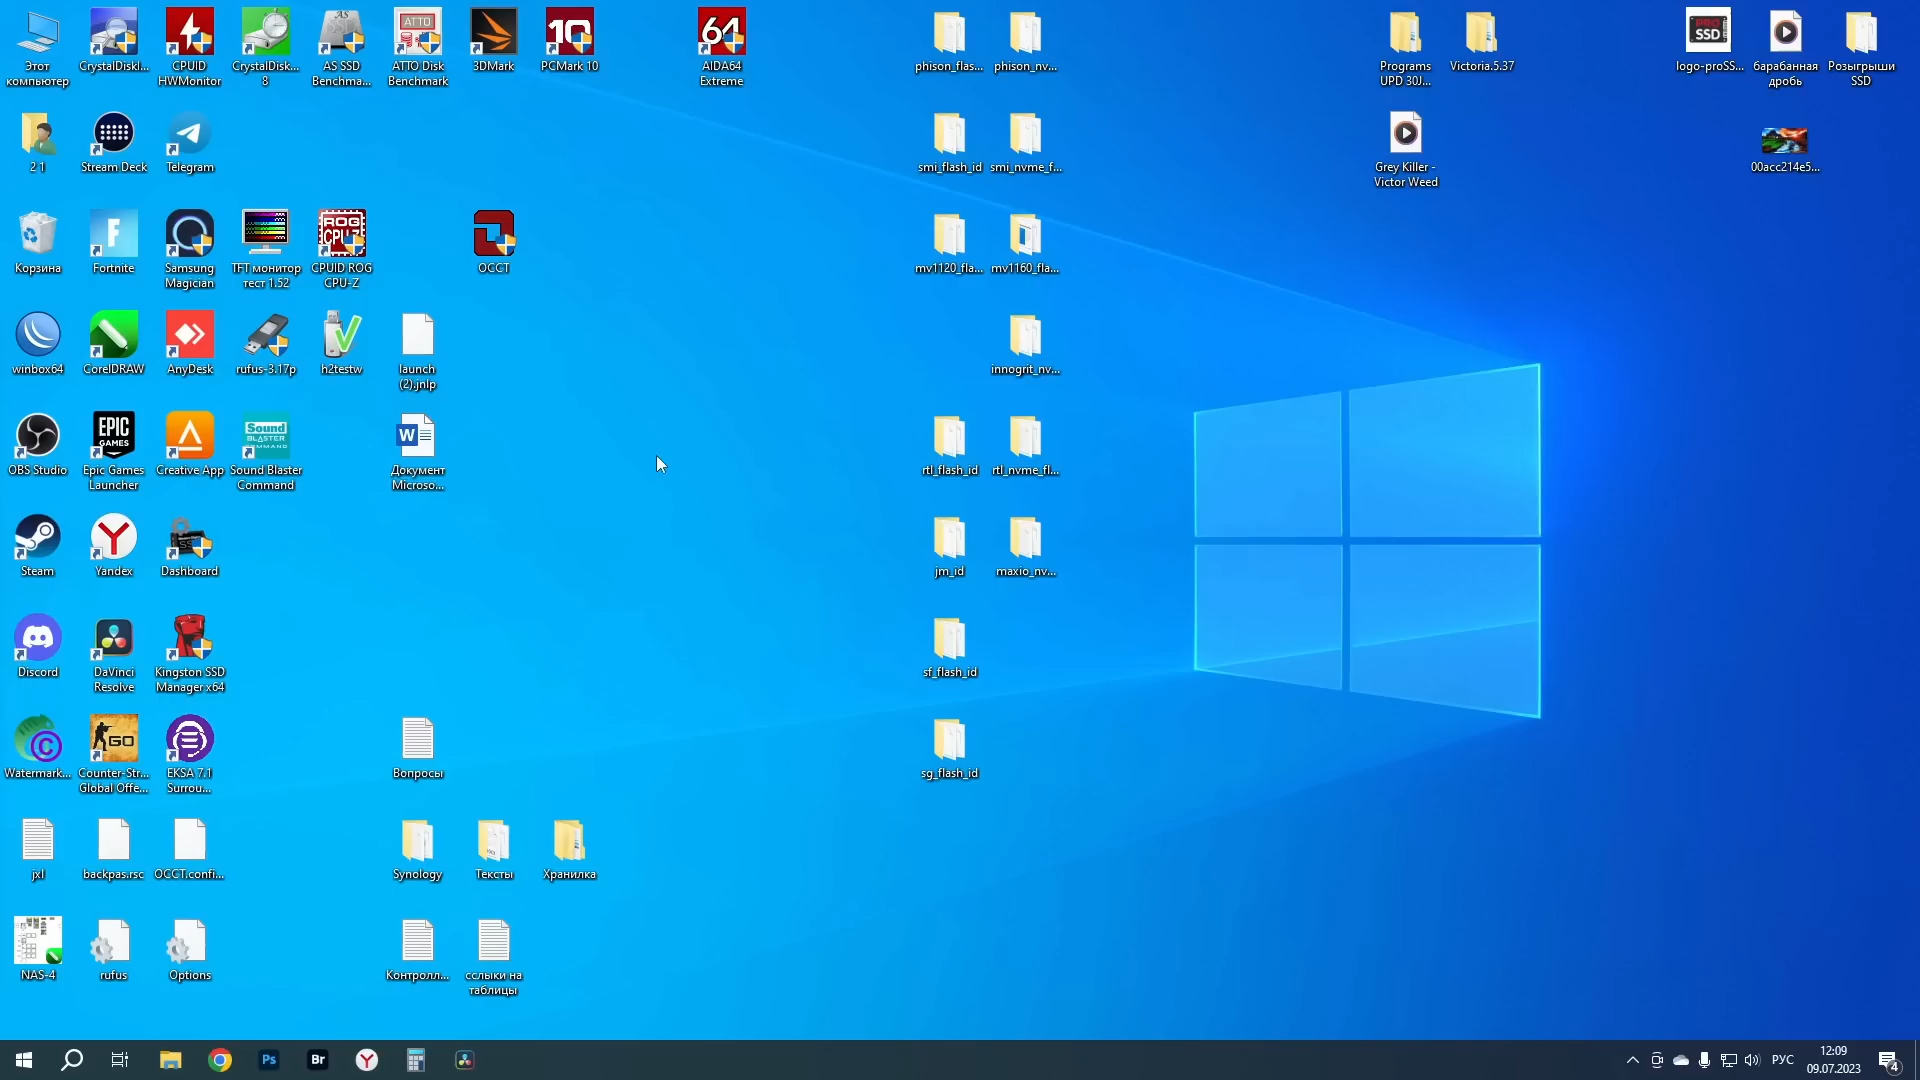 Этот
компьютер
CrystalDiskI...
CPUID
HWMonitor
CrystalDisk...
8
AS SSD
Benchma...
ATTO Disk
Benchmark
3DMark
PCMark 10
AIDA64
Extreme
phison_flas...
phison_nv...
Programs
UPD 30J...
Victoria.5.37
logo-proSS...
барабанная
дробь
Розыгрыши
SSD
2 1
Stream Deck
Telegram
smi_flash_id
smi_nvme_f...
Grey Killer -
Victor Weed
00acc214e5...
Корзина
Fortnite
Samsung
Magician
TFT монитор
тест 1.52
CPUID ROG
CPU-Z
OCCT
mv1120_fla...
mv1160_fla...
winbox64
CorelDRAW
AnyDesk
rufus-3.17p
h2testw
launch
(2).jnlp
innogrit_nv...
OBS Studio
Epic Games
Launcher
Creative App
Sound Blaster
Command
Документ
Microso...
rtl_flash_id
rtl_nvme_fl...
Steam
Yandex
Dashboard
jm_id
maxio_nv...
Discord
DaVinci
Resolve
Kingston SSD
Manager x64
sf_flash_id
Watermark...
Counter-Str...
Global Offe...
EKSA 7.1
Surrou...
Вопросы
sg_flash_id
jxl
backpas.rsc
OCCT.confi...
Synology
Тексты
Хранилка
NAS-4
rufus
Options
Контролл...
сслыки на
таблицы
РУС
12:09
09.07.2023
4